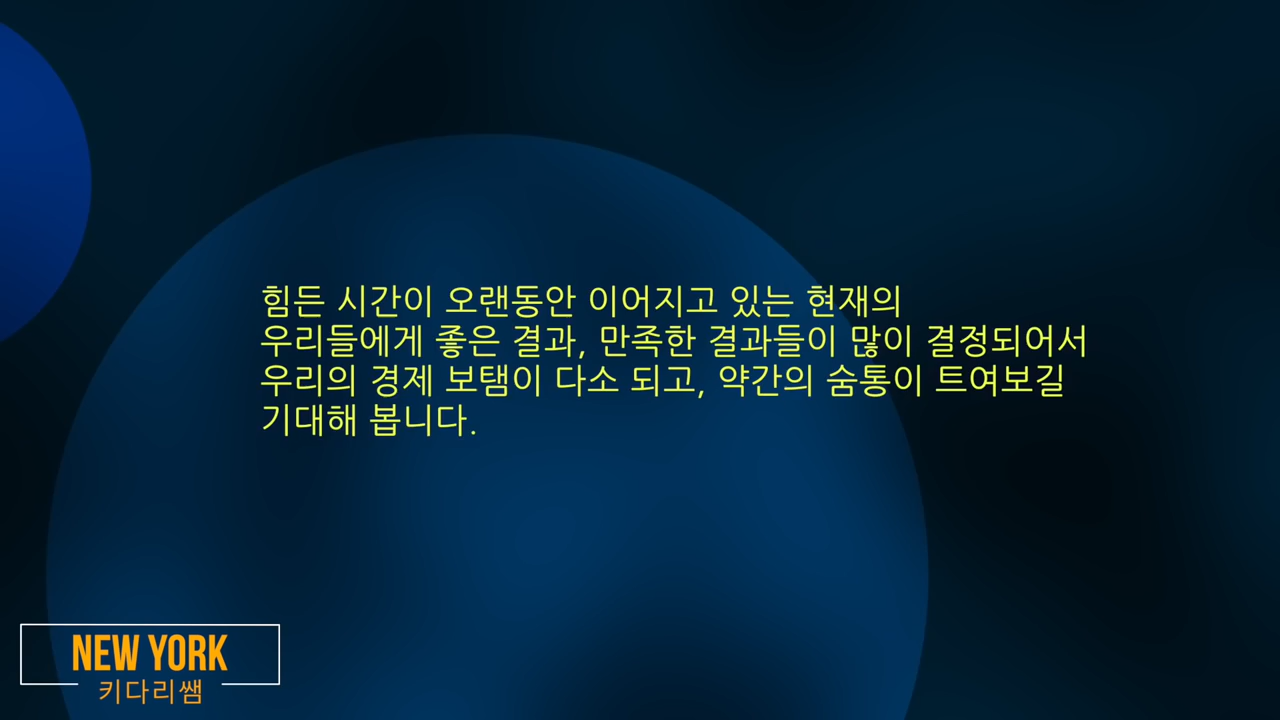 힘든 시간이 오랜동안 이어지고 있는 현재의
우리들에게 좋은 결과, 만족한 결과들이 많이 결정되어서
우리의 경제 보탬이 다소 되고, 약간의 숨통이 트여보길
기대해 봅니다.
NEW YORK
키다리쌤